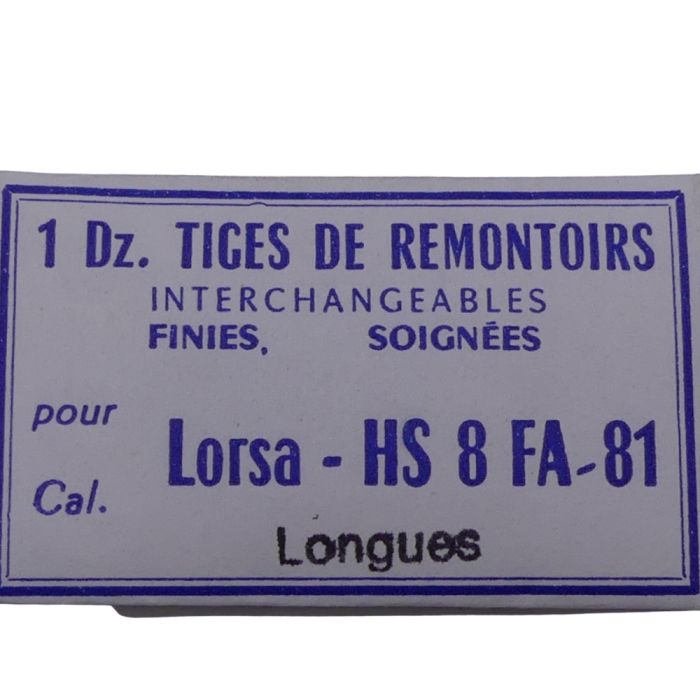 1 Dz. TIGES DE REMONTOIRS
INTERCHANGEABLES
FINIES, SOIGNÉES
pour
Lorsa - HS 8 FA-81
Cal.
Longues